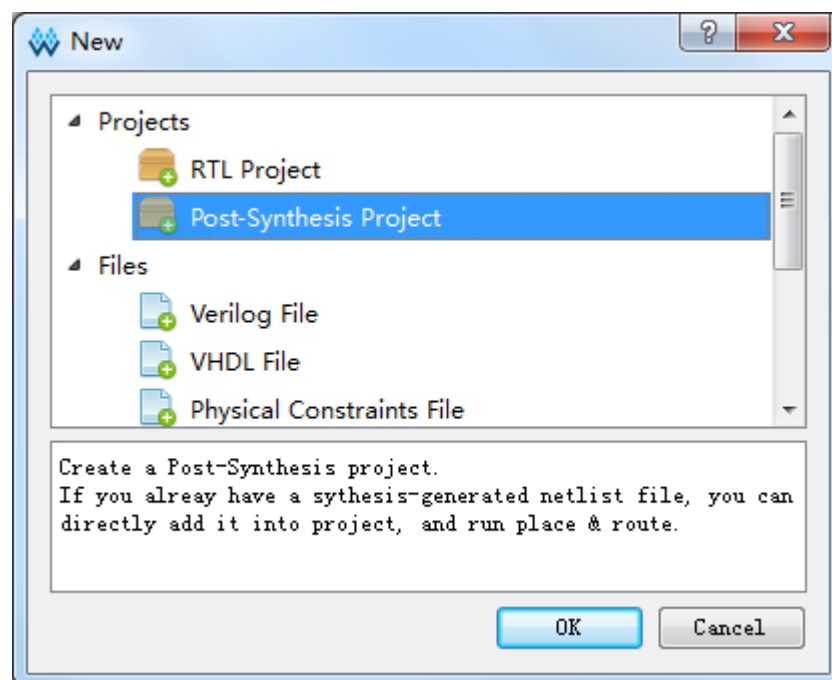 New
Projects
RTL Project
Post-Synthesis Project
Files
Verilog File
VHDL File
Physical Constraints File
Create a Post-Synthesis project.
If you alreay have a sythesis-generated netlist file, you can
directly add it into project, and run place & route.
OK
Cancel